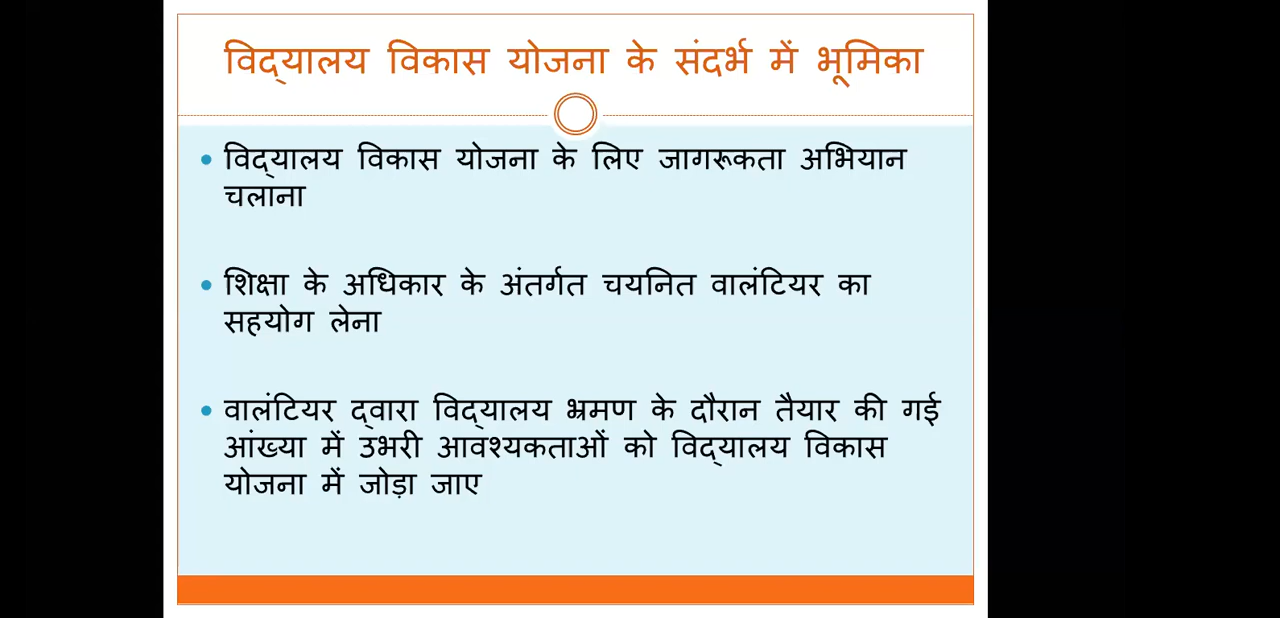 विद्यालय विकास योजना के संदर्भ में भूमिका
• विद्यालय विकास योजना के लिए जागरूकता अभियान
चलाना
• शिक्षा के अधिकार के अंतर्गत चयनित वालंटियर का
सहयोग लेना
• वालंटियर द्वारा विद्यालय भ्रमण के दौरान तैयार की गई
आंख्या में उभरी आवश्यकताओं को विद्यालय विकास
योजना में जोड़ा जाए